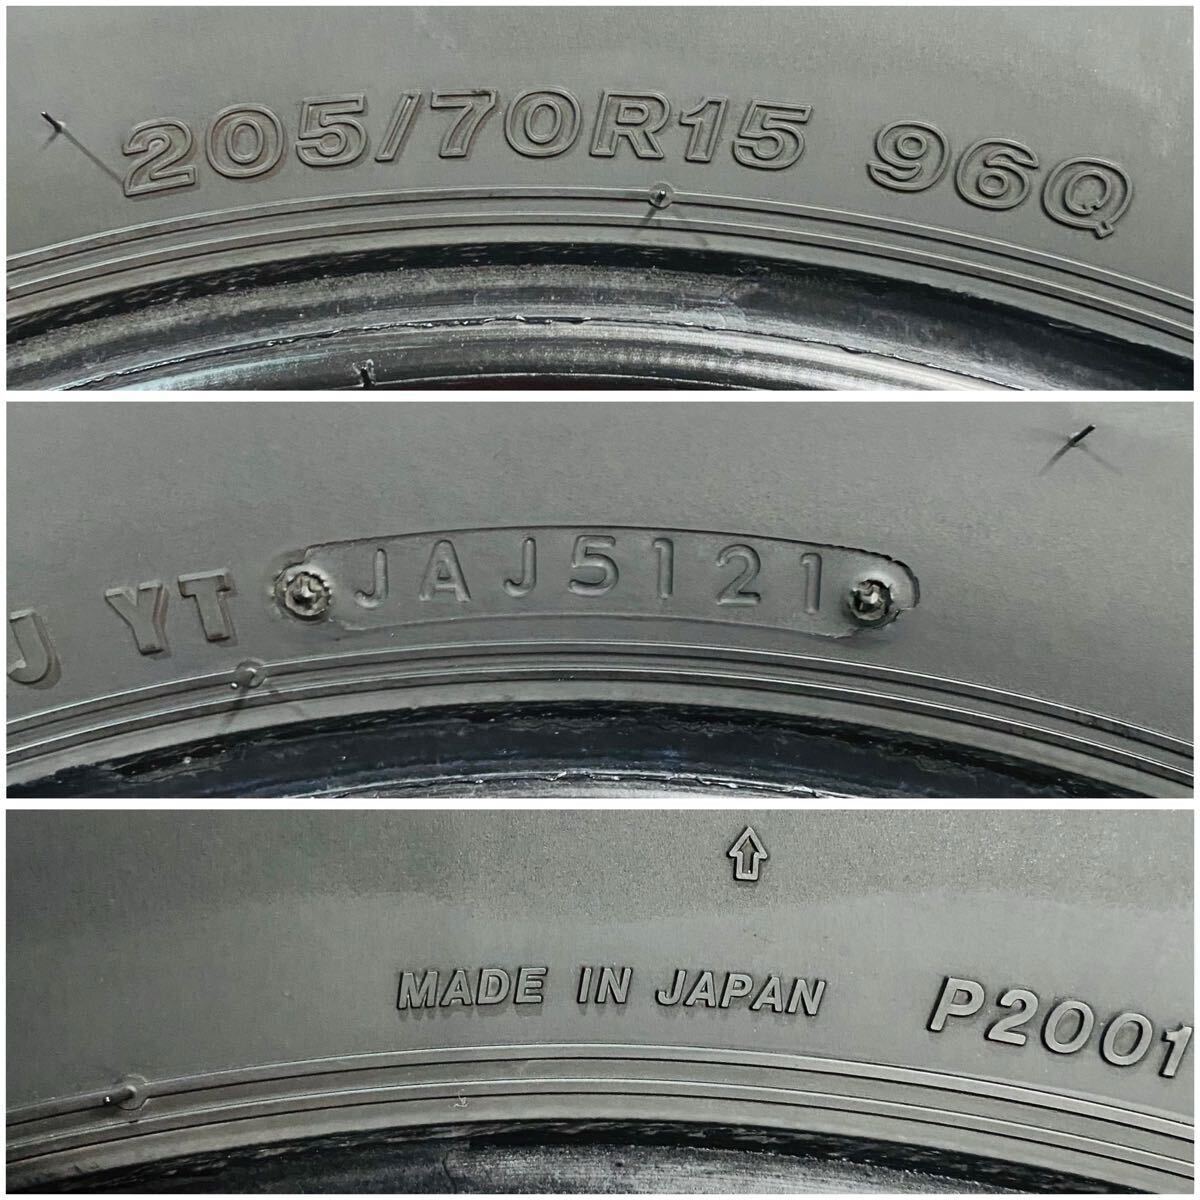 205/70R15 96Q
J YT JAJ5121
MADE IN JAPAN P2001